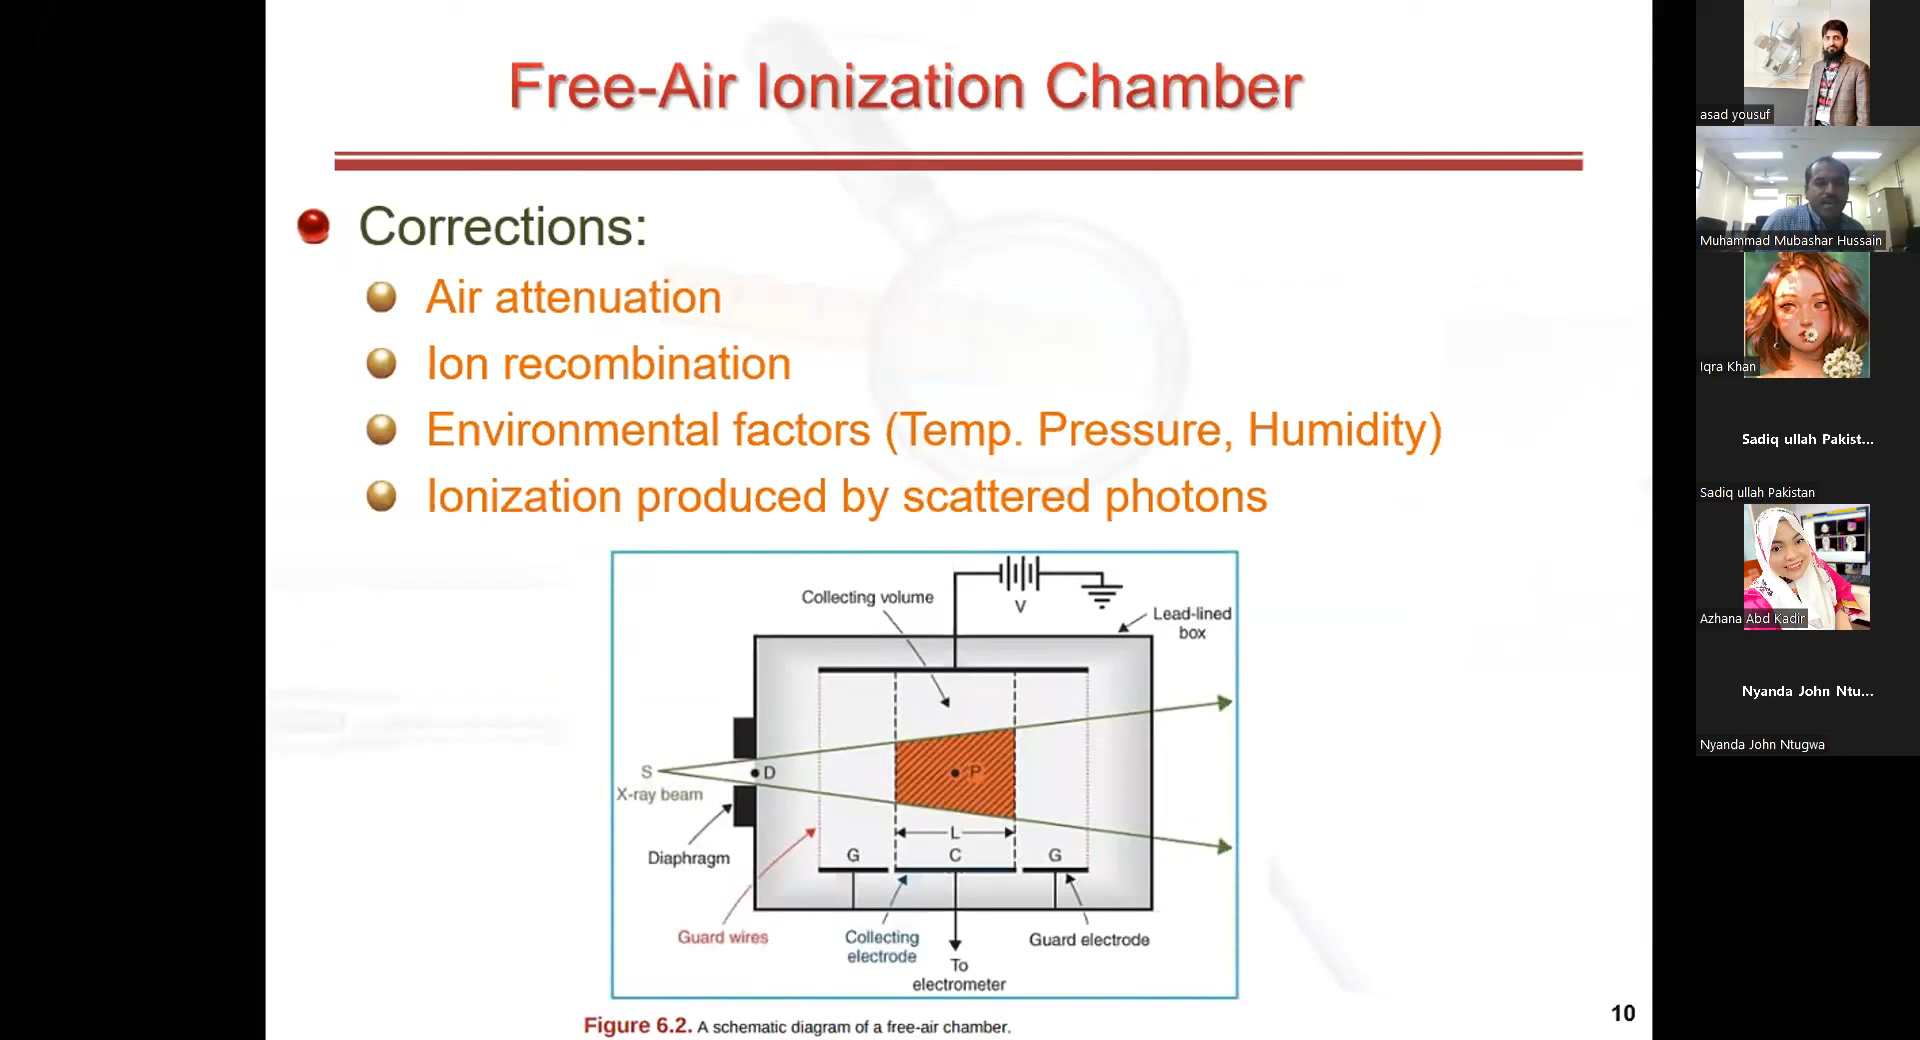 Free-Air Ionization Chamber
Corrections:
Air attenuation
Ion recombination
Environmental factors (Temp. Pressure, Humidity)
Ionization produced by scattered photons
Collecting volume
V
Lead-lined
box
S
D
P
X-ray beam
L
Diaphragm
G
C
G
Guard wires
Collecting
electrode
Guard electrode
To
electrometer
Figure 6.2. A schematic diagram of a free-air chamber.
10
asad yousuf
Muhammad Mubashar Hussain
Iqra Khan
Sadiq ullah Pakist...
Sadiq ullah Pakistan
Azhana Abd Kadir
Nyanda John Ntu...
Nyanda John Ntugwa